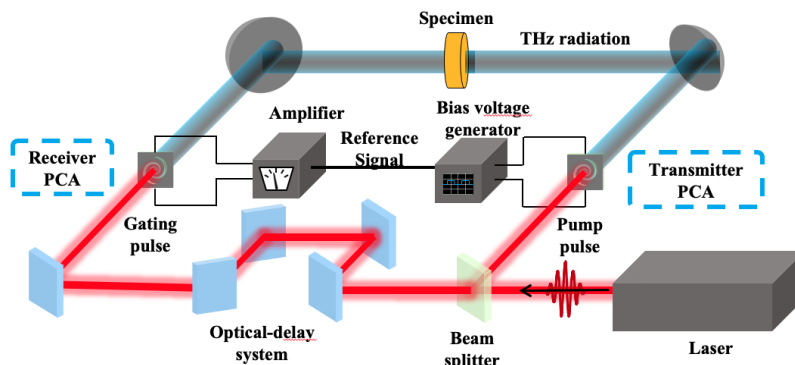 Specimen
THz radiation
Amplifier
Bias voltage
generator
Reference
Signal
Receiver
PCA
Transmitter
PCA
Gating
pulse
Pump
pulse
Optical-delay
system
Beam
splitter
Laser